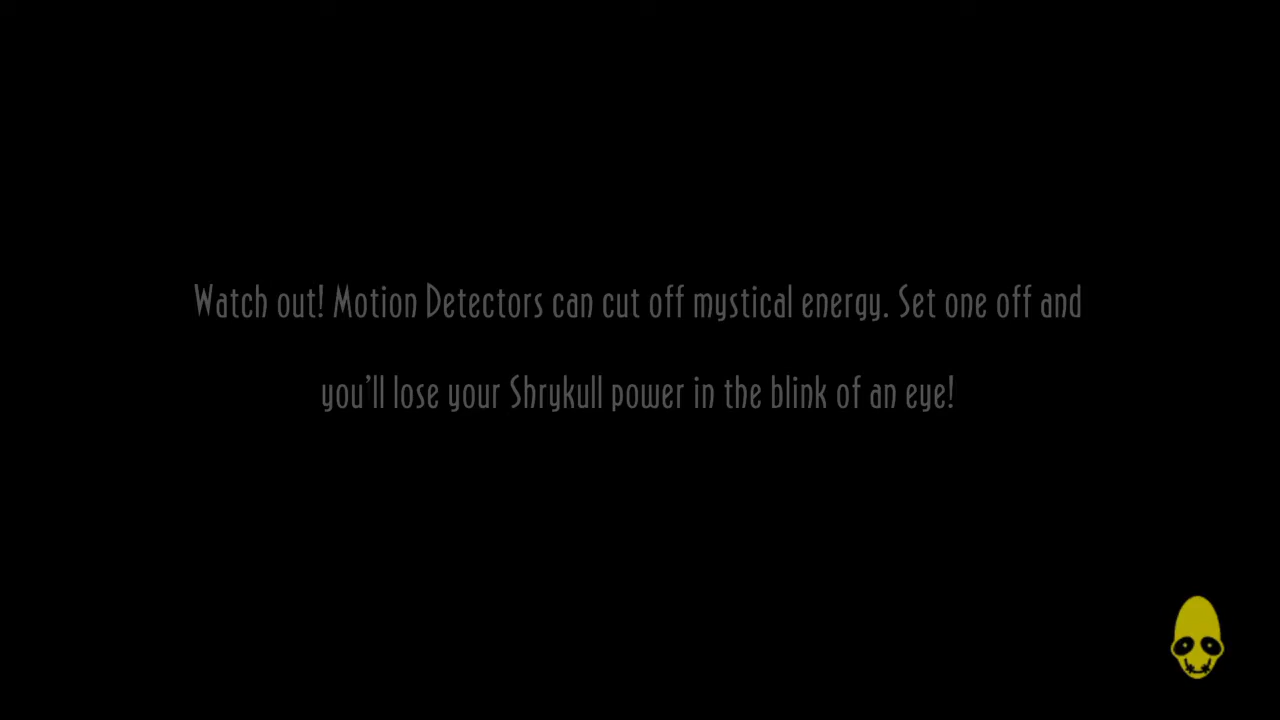 Watch out! Motion Detectors can cut off mystical energy. Set one off and
you'll lose your Shrykull power in the blink of an eye!